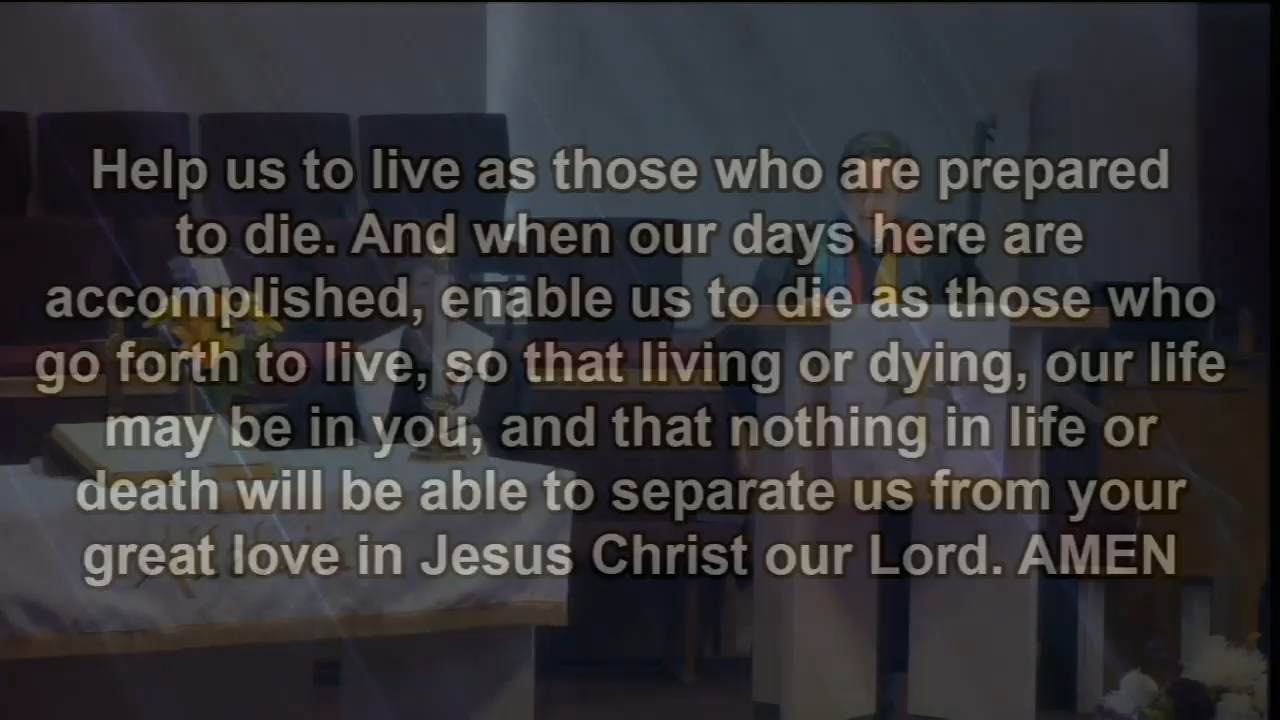 Help us to live as those who are prepared
to die. And when our days here are
accomplished, enable us to die as those who
go forth to live, so that living or dying, our life
may be in you, and that nothing in life or
death will be able to separate us from your
great love in Jesus Christ our Lord. AMEN